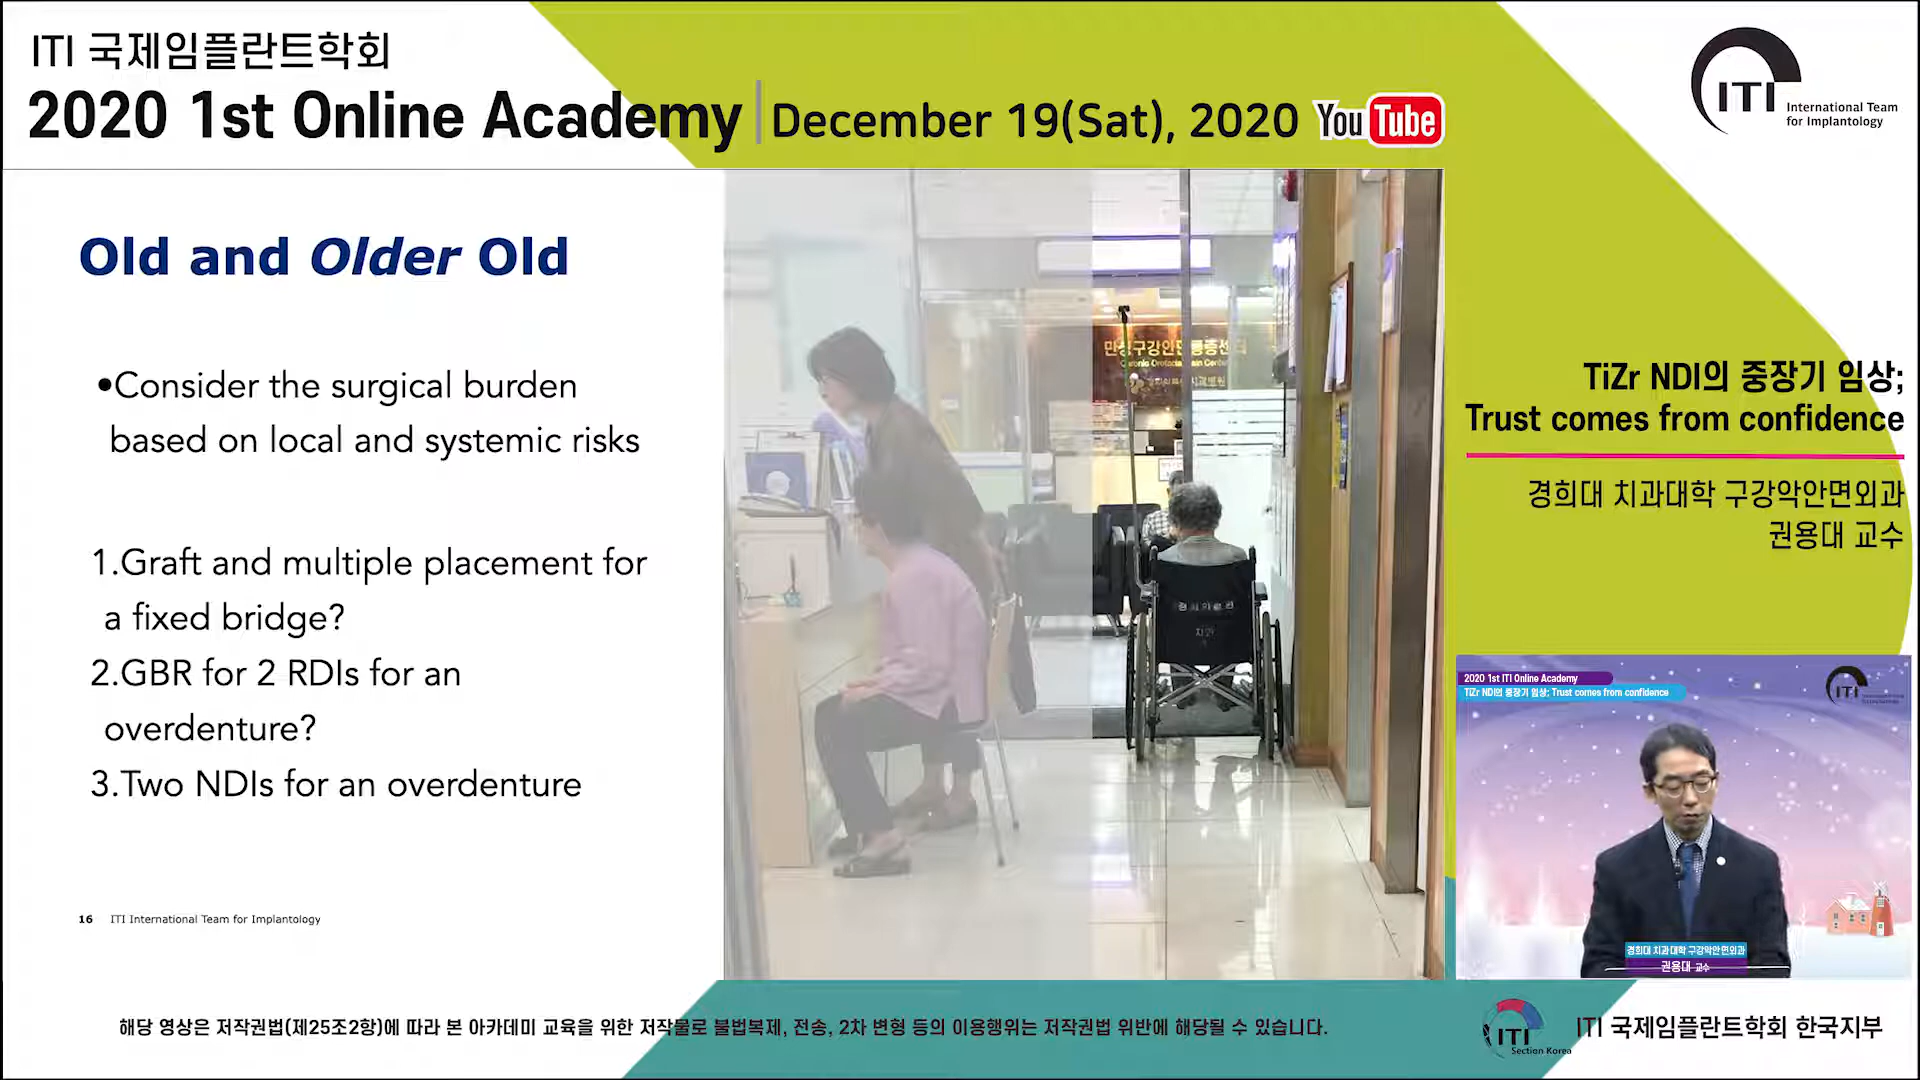 ITI 국제임플란트학회
2020 1st Online Academy
December 19(Sat), 2020
YouTube
ITI
International Team
for Implantology
Old and Older Old
•Consider the surgical burden
based on local and systemic risks
1.Graft and multiple placement for
a fixed bridge?
2.GBR for 2 RDIs for an
overdenture?
3.Two NDIs for an overdenture
16 ITI International Team for Implantology
TiZr NDI의 중장기 임상;
Trust comes from confidence
경희대 치과대학 구강악안면외과
권용대 교수
2020 1st ITI Online Academy
TiZr NDI의 중장기 임상; Trust comes from confidence
ITI
경희대 치과대학 구강악안면외과
권용대 교수
해당 영상은 저작권법(제25조2항)에 따라 본 아카데미 교육을 위한 저작물로 불법복제, 전송, 2차 변형 등의 이용행위는 저작권법 위반에 해당될 수 있습니다.
ITI
Section Korea
ITI 국제임플란트학회 한국지부